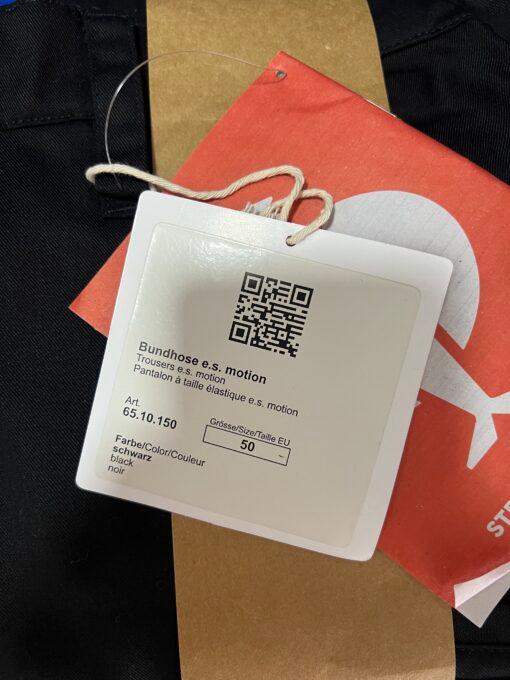 Bundhose e.s. motion
Trousers e.s. motion
Pantalon à taille élastique e.s. motion
Art.
65.10.150
Grösse/Size/Taille EU
50
Farbe/Color/Couleur
schwarz
black
noir